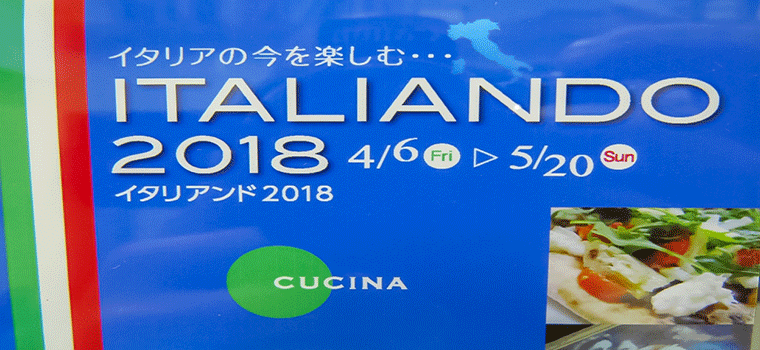 イタリアの今を楽しむ・・・
ITALIANDO
2018 4/6 Fri ▷ 5/20 Sun
イタリアンド2018
CUCINA